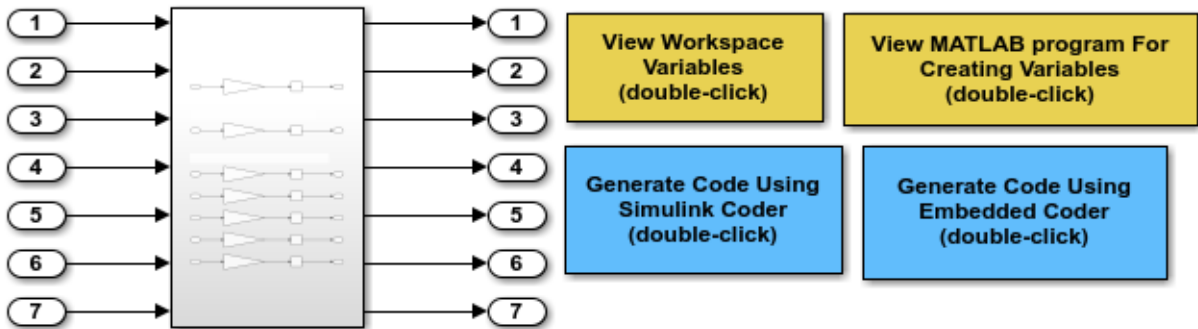 1
2
3
4
5
6
7
1
2
3
4
5
6
7
View Workspace
Variables
(double-click)
View MATLAB program For
Creating Variables
(double-click)
Generate Code Using
Simulink Coder
(double-click)
Generate Code Using
Embedded Coder
(double-click)